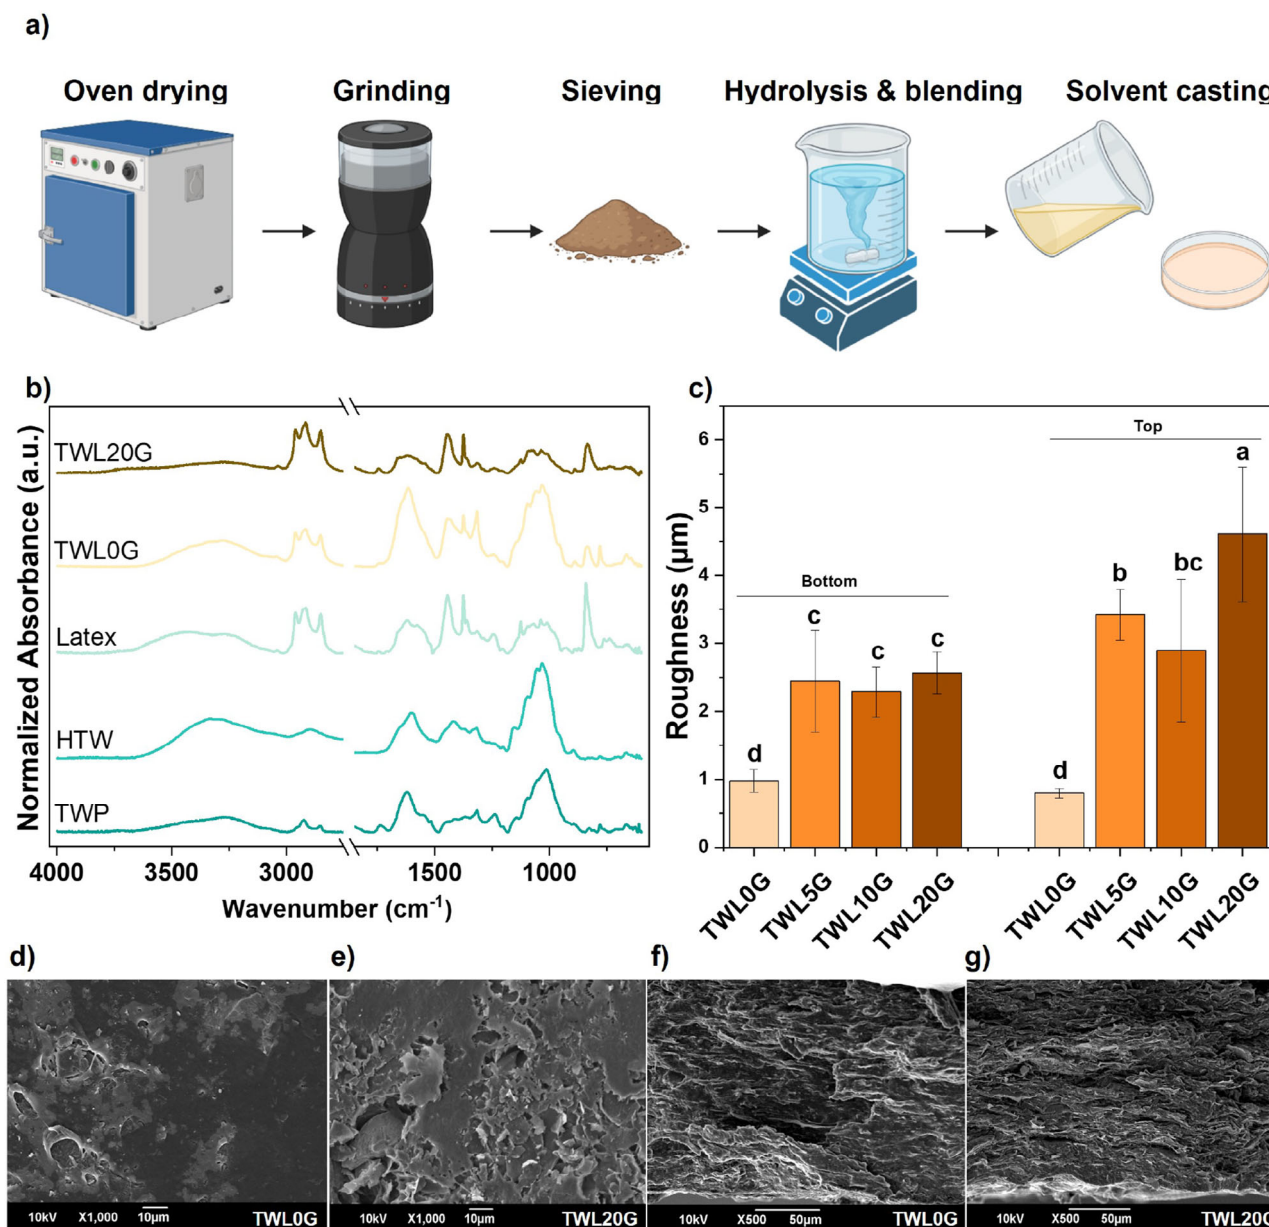 a)
Oven drying
Grinding
Sieving
Hydrolysis & blending
Solvent casting
b)
Normalized Absorbance (a.u.)
TWL20G
TWL0G
Latex
HTW
TWP
4000
3500
3000
1500
1000
Wavenumber (cm⁻¹)
c)
Roughness (µm)
6
5
4
3
2
1
0
Bottom
Top
d
c
c
c
d
b
bc
a
TWL0G
TWL5G
TWL10G
TWL20G
TWL0G
TWL5G
TWL10G
TWL20G
d)
10kV X1,000 10µm TWL0G
e)
10kV X1,000 10µm TWL20G
f)
10kV X500 50µm TWL0G
g)
10kV X500 50µm TWL20G